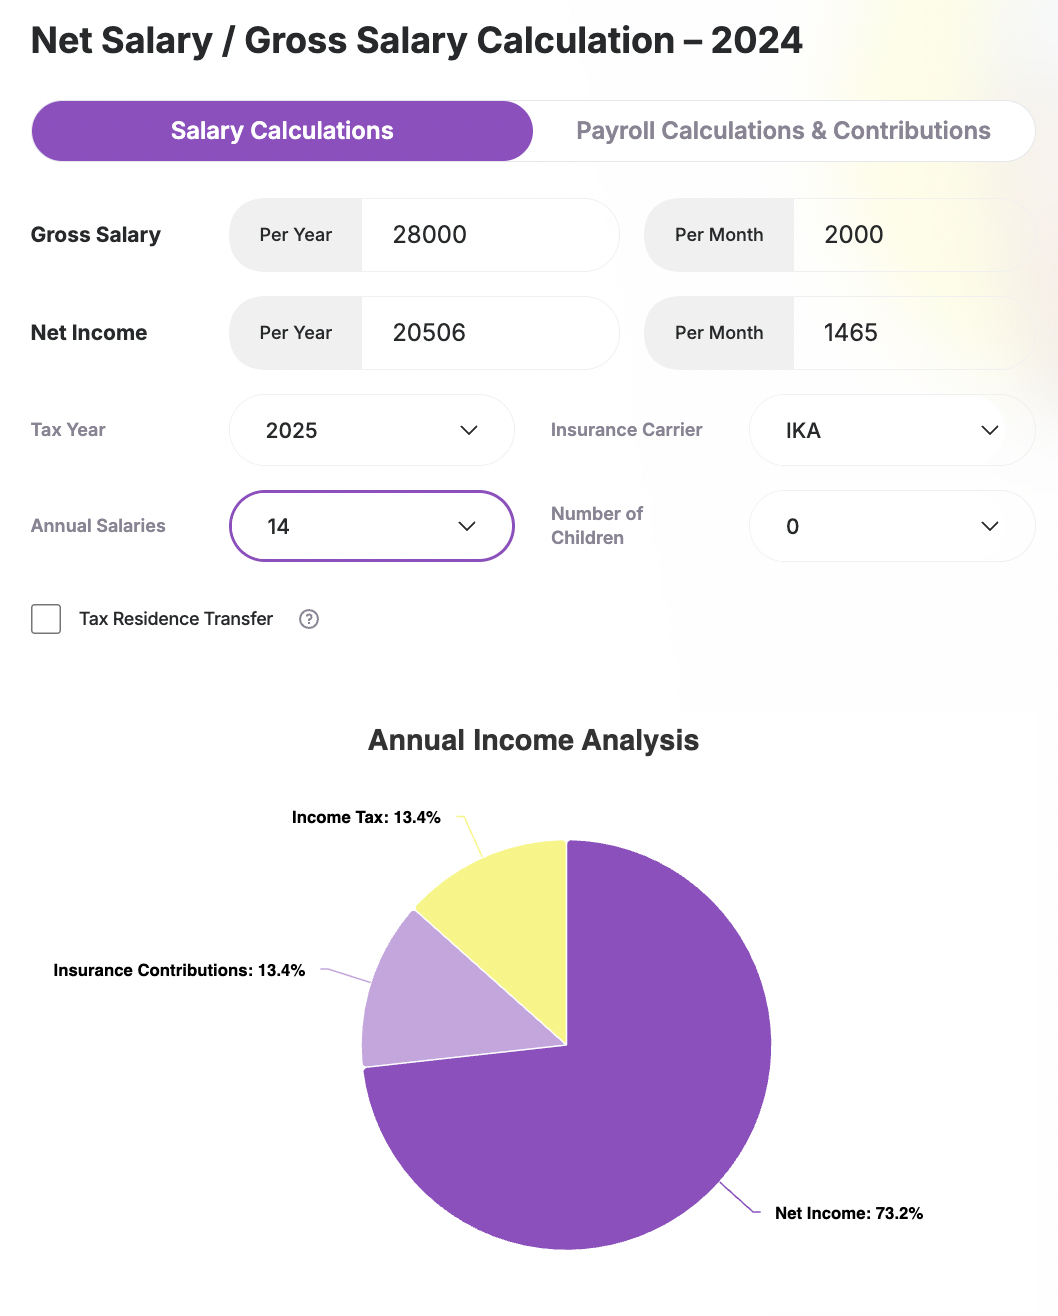 Net Salary / Gross Salary Calculation – 2024
Salary Calculations
Payroll Calculations & Contributions
Gross Salary
Per Year
28000
Per Month
2000
Net Income
Per Year
20506
Per Month
1465
Tax Year
2025
Insurance Carrier
IKA
Annual Salaries
14
Number of
Children
0
Tax Residence Transfer
?
Annual Income Analysis
Income Tax: 13.4%
Insurance Contributions: 13.4%
Net Income: 73.2%